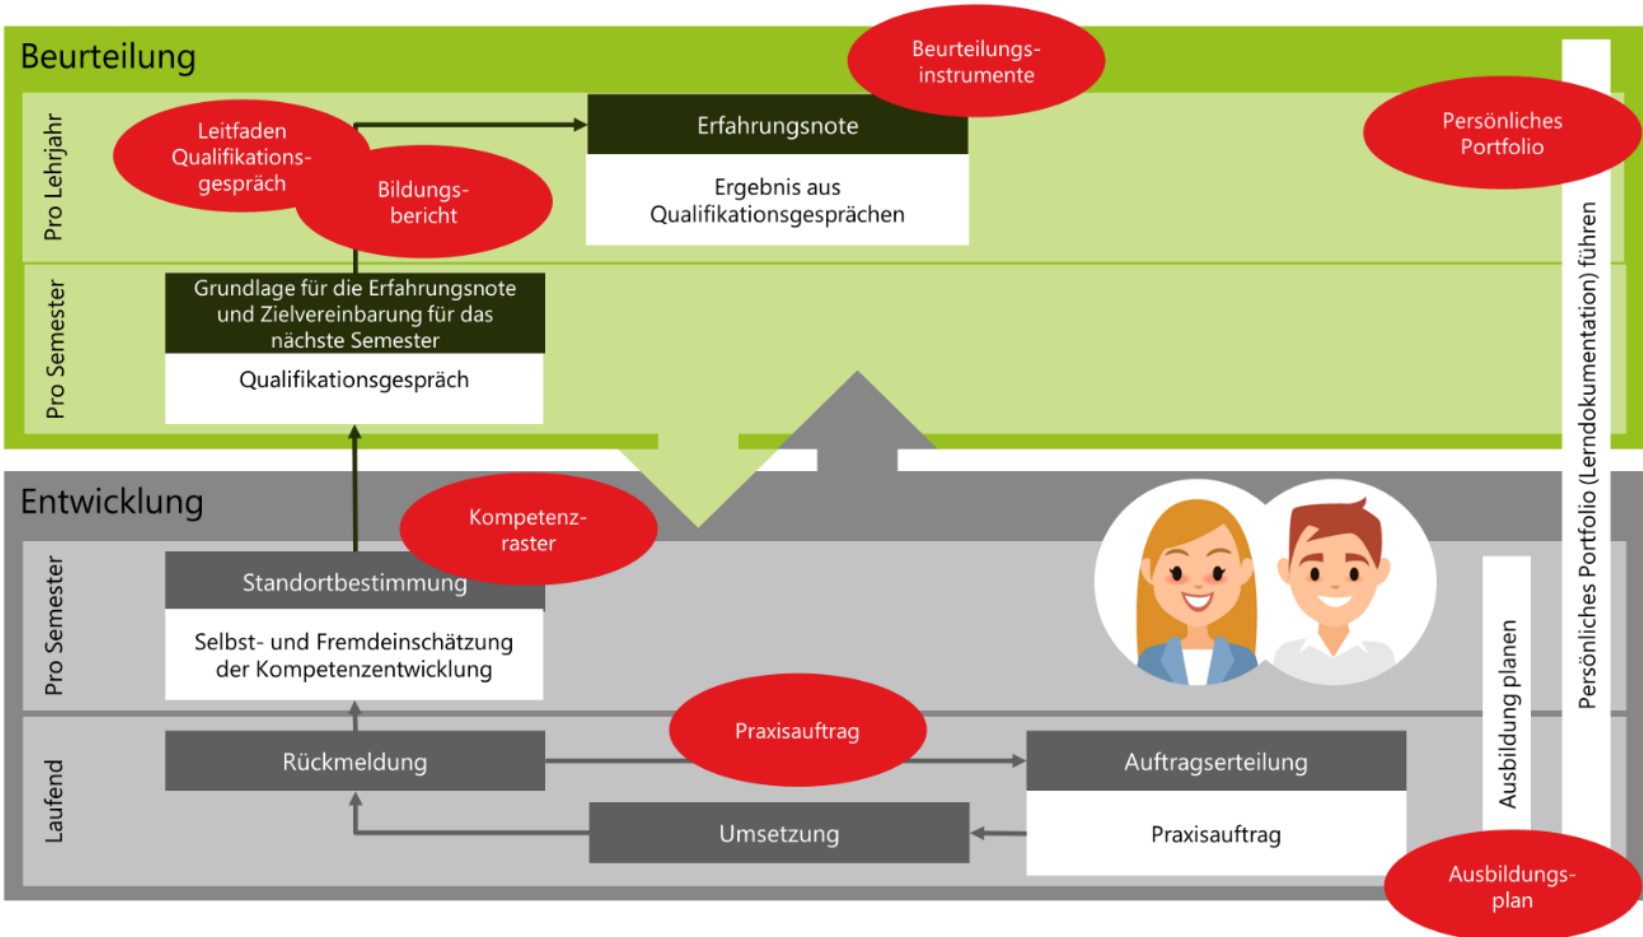 Beurteilung
Beurteilungs-
instrumente
Pro Lehrjahr
Leitfaden
Qualifikations-
gespräch
Bildungs-
bericht
Erfahrungsnote
Ergebnis aus
Qualifikationsgesprächen
Persönliches
Portfolio
Pro Semester
Grundlage für die Erfahrungsnote
und Zielvereinbarung für das
nächste Semester
Qualifikationsgespräch
Persönliches Portfolio (Lerndokumentation) führen
Entwicklung
Kompetenz-
raster
Pro Semester
Standortbestimmung
Selbst- und Fremdeinschätzung
der Kompetenzentwicklung
Ausbildung planen
Laufend
Rückmeldung
Praxisauftrag
Auftragserteilung
Umsetzung
Praxisauftrag
Ausbildungs-
plan